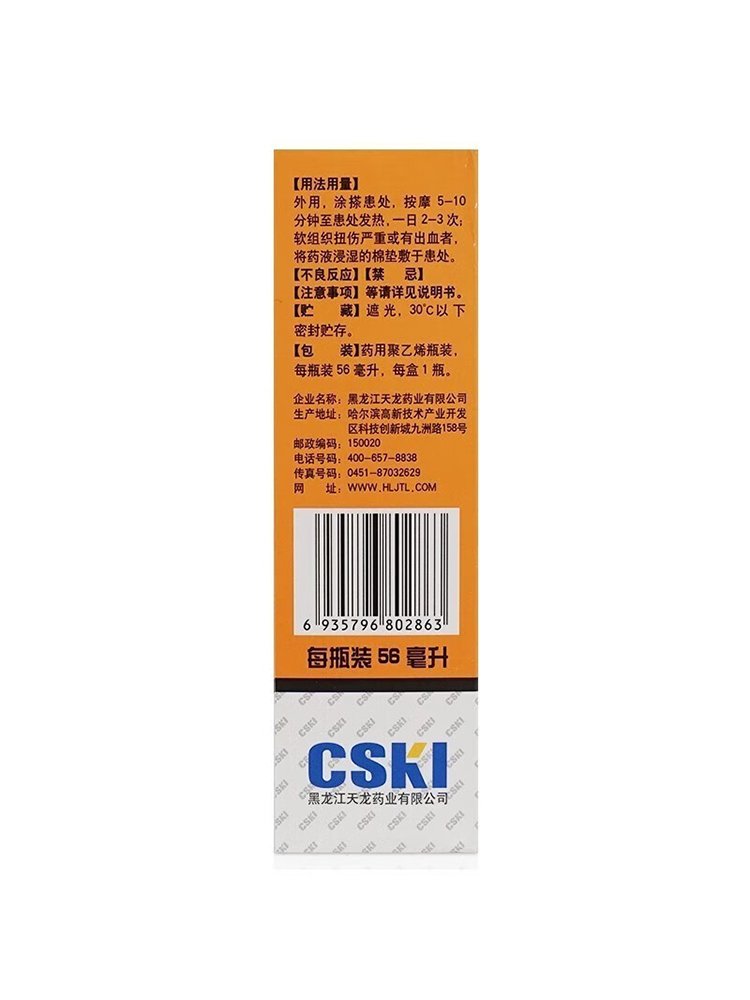 【用法用量】
外用，涂搽患处，按摩 5-10
分钟至患处发热，一日2-3次；
软组织扭伤严重或有出血者，
将药液浸湿的棉垫敷于患处。
【不良反应】【禁　忌】
【注意事项】等请详见说明书。
【贮　藏】遮光，30℃以下
密封贮存。
【包　装】药用聚乙烯瓶装，
每瓶装56毫升，每盒1瓶。
企业名称：黑龙江天龙药业有限公司
生产地址：哈尔滨高新技术产业开发
区科技创新城九洲路158号
邮政编码：150020
电话号码：400-657-8838
传真号码：0451-87032629
网　址：WWW.HLJTL.COM
6 935796 802863
每瓶装 56 毫升
CSKI
黑龙江天龙药业有限公司